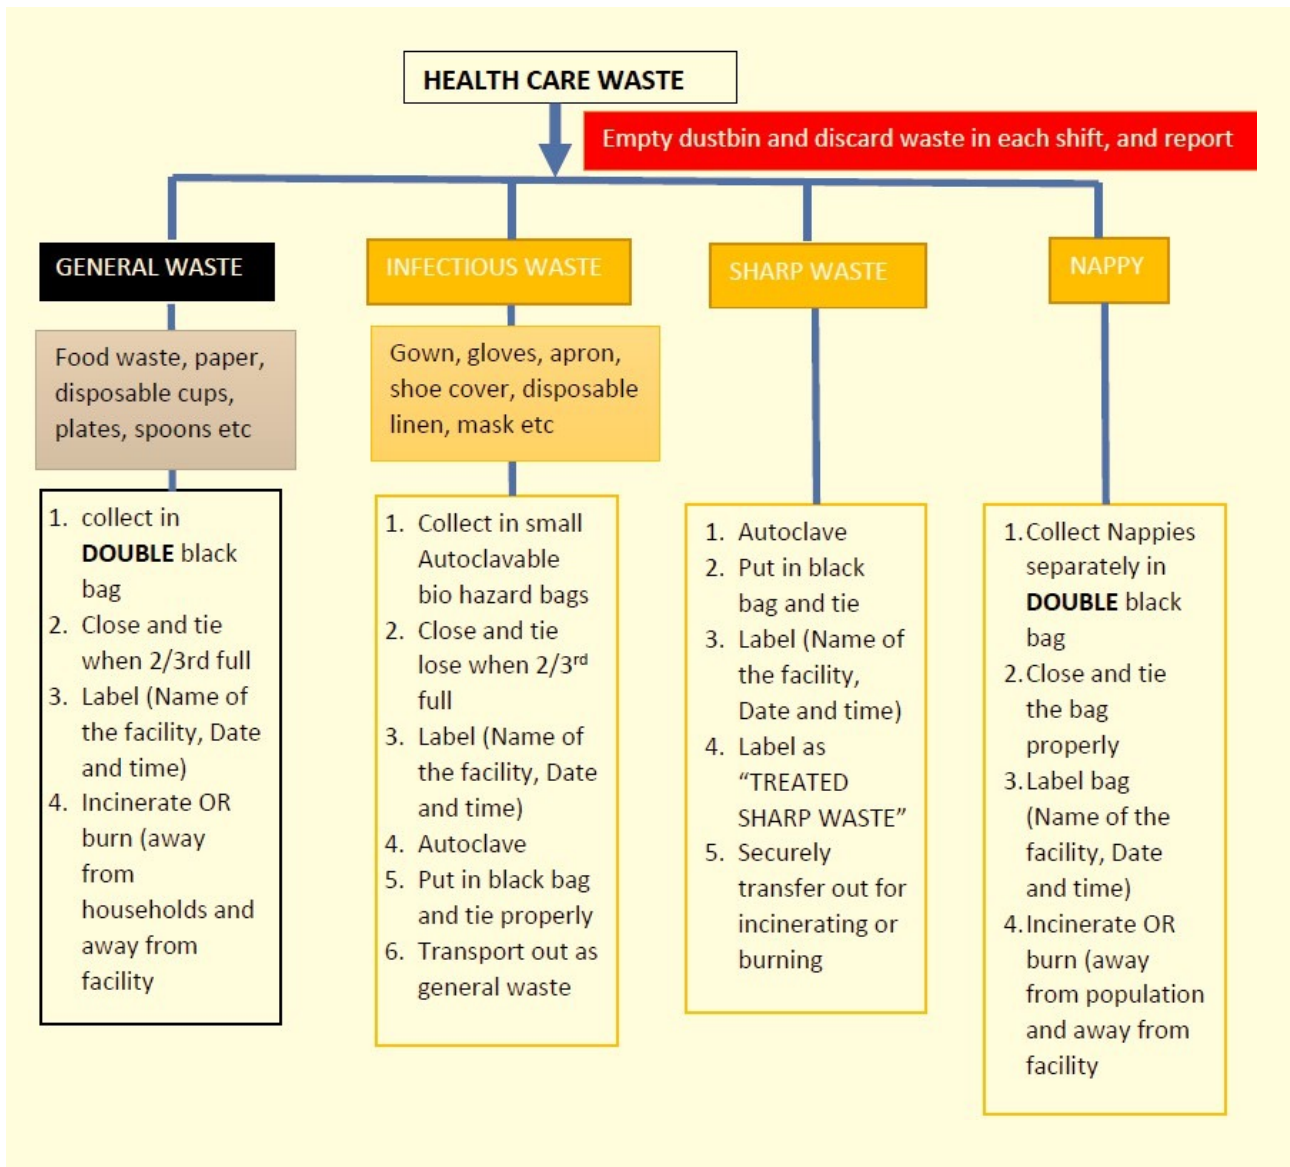 HEALTH CARE WASTE
Empty dustbin and discard waste in each shift, and report
GENERAL WASTE
Food waste, paper,
disposable cups,
plates, spoons etc
1. collect in
DOUBLE black
bag
2. Close and tie
when 2/3rd full
3. Label (Name of
the facility, Date
and time)
4. Incinerate OR
burn (away
from
households and
away from
facility
INFECTIOUS WASTE
Gown, gloves, apron,
shoe cover, disposable
linen, mask etc
1. Collect in small
Autoclavable
bio hazard bags
2. Close and tie
lose when 2/3rd
full
3. Label (Name of
the facility, Date
and time)
4. Autoclave
5. Put in black bag
and tie properly
6. Transport out as
general waste
SHARP WASTE
1. Autoclave
2. Put in black
bag and tie
3. Label (Name of
the facility,
Date and time)
4. Label as
“TREATED
SHARP WASTE”
5. Securely
transfer out for
incinerating or
burning
NAPPY
1. Collect Nappies
separately in
DOUBLE black
bag
2. Close and tie
the bag
properly
3. Label bag
(Name of the
facility, Date
and time)
4. Incinerate OR
burn (away
from population
and away from
facility